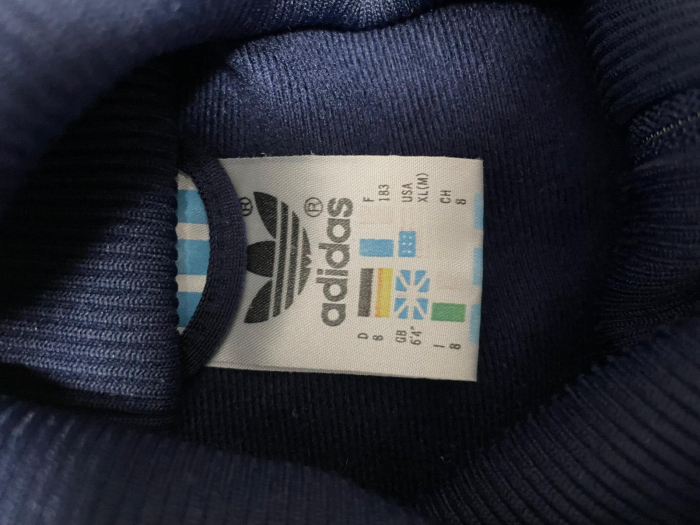 ®
®
adidas
F
183
USA
XL(M)
CH
8
D
8
GB
6'4"
I
8